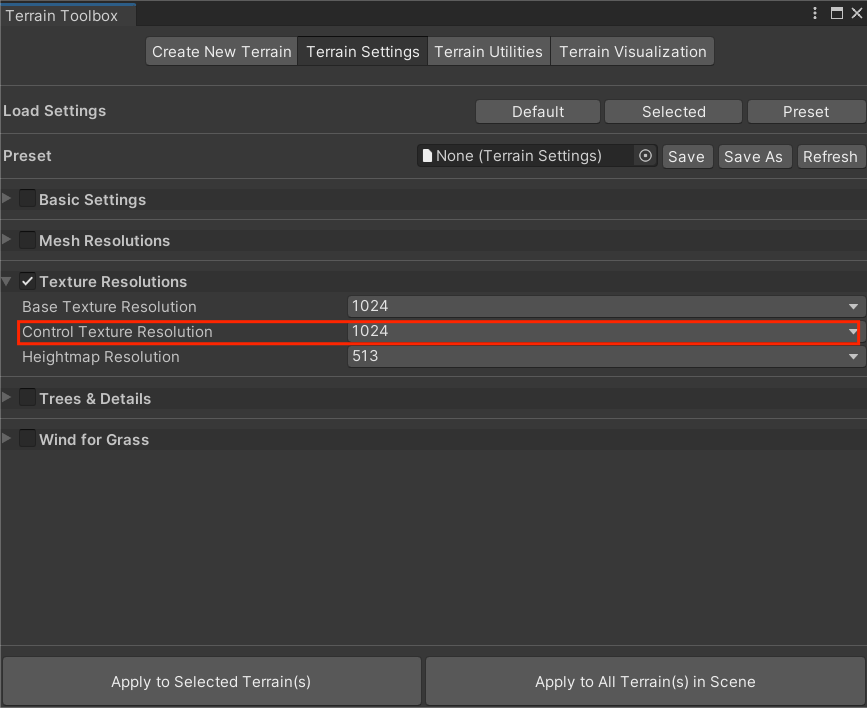 Terrain Toolbox
Create New Terrain Terrain Settings Terrain Utilities Terrain Visualization
Load Settings Default Selected Preset
Preset None (Terrain Settings) Save Save As Refresh
Basic Settings
Mesh Resolutions
Texture Resolutions
Base Texture Resolution 1024
Control Texture Resolution 1024
Heightmap Resolution 513
Trees & Details
Wind for Grass
Apply to Selected Terrain(s) Apply to All Terrain(s) in Scene